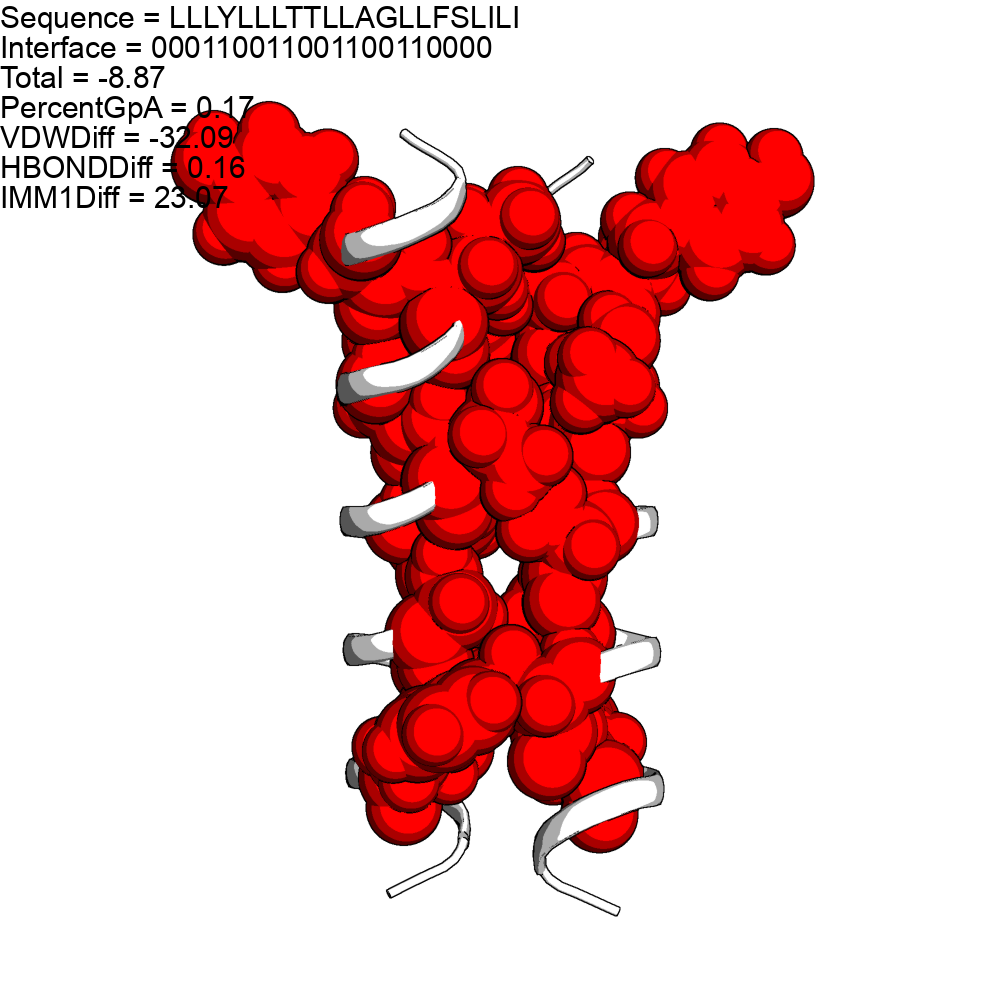 Sequence = LLLYLLLTTLLAGLLFSLILI
Interface = 000110011001100110000
Total = -8.87
PercentGpA = 0.17
VDWDiff = -32.09
HBONDDiff = 0.16
IMM1Diff = 23.07